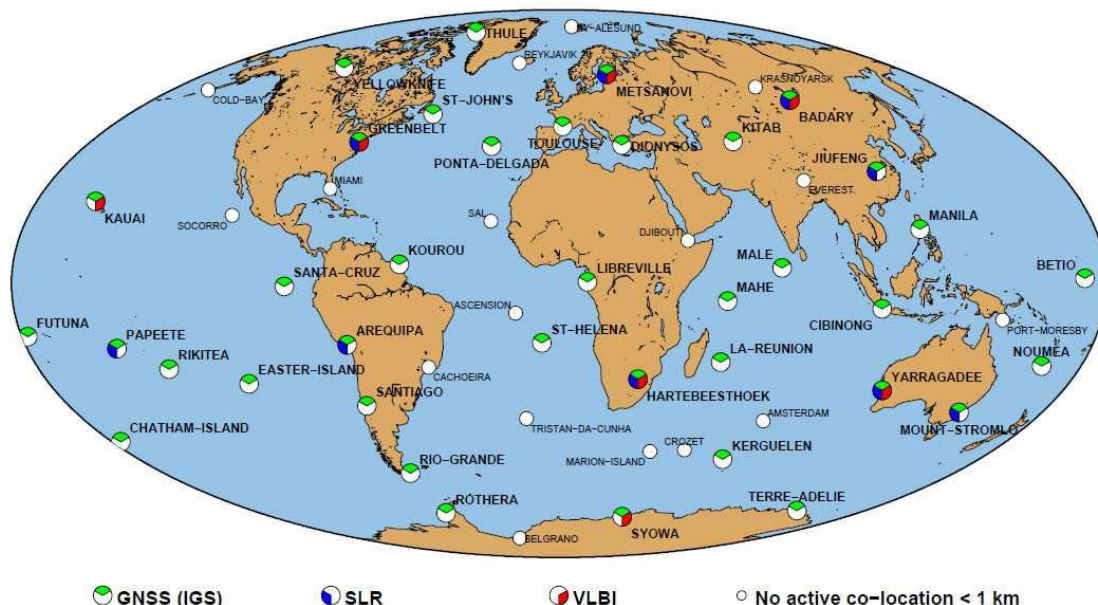 THULE
NY-ALESUND
REYKJAVIK
YELLOWKNIFE
METSAHOVI
KRASNOYARSK
COLD-BAY
ST-JOHN'S
BADARY
GREENBELT
TOULOUSE
DIONYSOS
KITAB
PONTA-DELGADA
JIUFENG
MIAMI
EVEREST
KAUAI
SOCORRO
SAL
MANILA
DJIBOUTI
KOUROU
MALE
SANTA-CRUZ
LIBREVILLE
BETIO
MAHE
ASCENSION
FUTUNA
AREQUIPA
ST-HELENA
CIBINONG
PORT-MORESBY
PAPEETE
RIKITEA
LA-REUNION
NOUMEA
CACHOEIRA
YARRAGADEE
EASTER-ISLAND
SANTIAGO
HARTEBEESTHOEK
AMSTERDAM
TRISTAN-DA-CUNHA
MOUNT-STROMLO
CHATHAM-ISLAND
CROZET
KERGUELEN
MARION-ISLAND
RIO-GRANDE
ROTHERA
TERRE-ADELIE
SYOWA
BELGRANO
GNSS (IGS) SLR VLBI No active co-location < 1 km